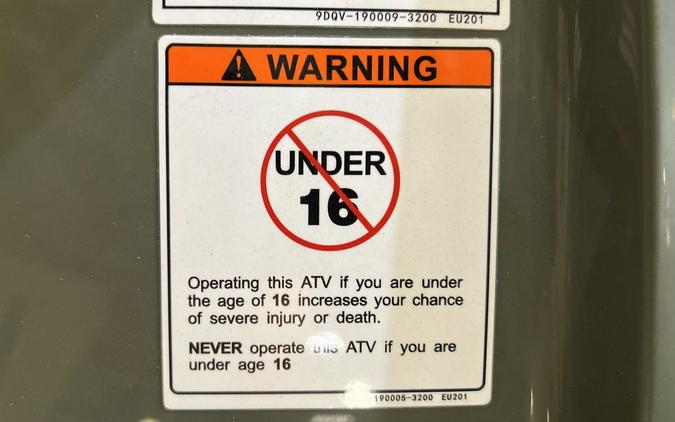 9DQV-190009-3200 EU201
WARNING
UNDER
16
Operating this ATV if you are under
the age of 16 increases your chance
of severe injury or death.
NEVER operate this ATV if you are
under age 16
190005-3200 EU201